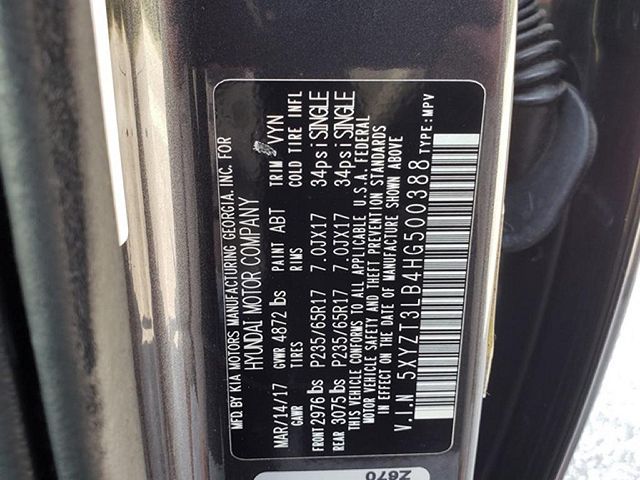 MFD. BY KIA MOTORS MANUFACTURING GEORGIA. INC. FOR
HYUNDAI MOTOR COMPANY
MAR/14/17 GVWR 4872 lbs PAINT ABT TRIM VYN
GAWR TIRES RIMS COLD TIRE INFL
FRONT 2976 lbs P235/65R17 7.0JX17 34psi SINGLE
REAR 3075 lbs P235/65R17 7.0JX17 34psi SINGLE
THIS VEHICLE CONFORMS TO ALL APPLICABLE U.S.A. FEDERAL
MOTOR VEHICLE SAFETY AND THEFT PREVENTION STANDARDS
IN EFFECT ON THE DATE OF MANUFACTURE SHOWN ABOVE
V.I.N 5XYZT3LB4HG500388 TYPE: MPV
Z670